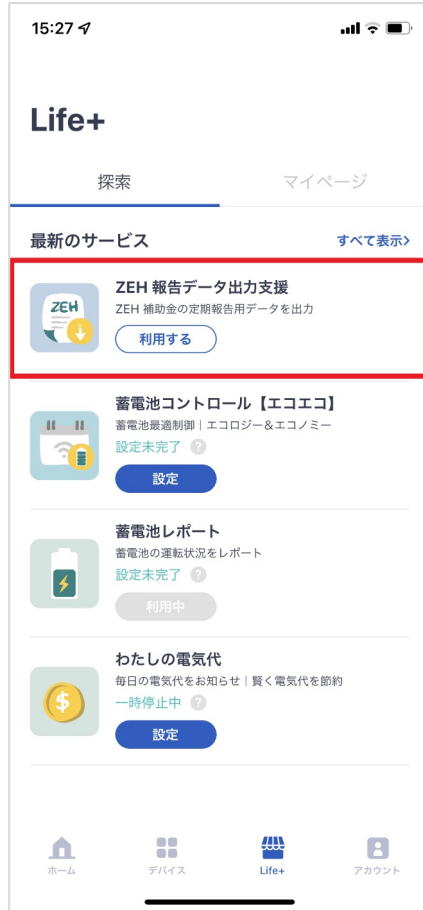 15:27
Life+
探索
マイページ
最新のサービス
すべて表示>
ZEH
ZEH 報告データ出力支援
ZEH 補助金の定期報告用データを出力
利用する
蓄電池コントロール【エコエコ】
蓄電池最適制御｜エコロジー＆エコノミー
設定未完了 ?
設定
蓄電池レポート
蓄電池の運転状況をレポート
設定未完了 ?
利用中
$
わたしの電気代
毎日の電気代をお知らせ｜賢く電気代を節約
一時停止中 ?
設定
ホーム
デバイス
Life+
アカウント